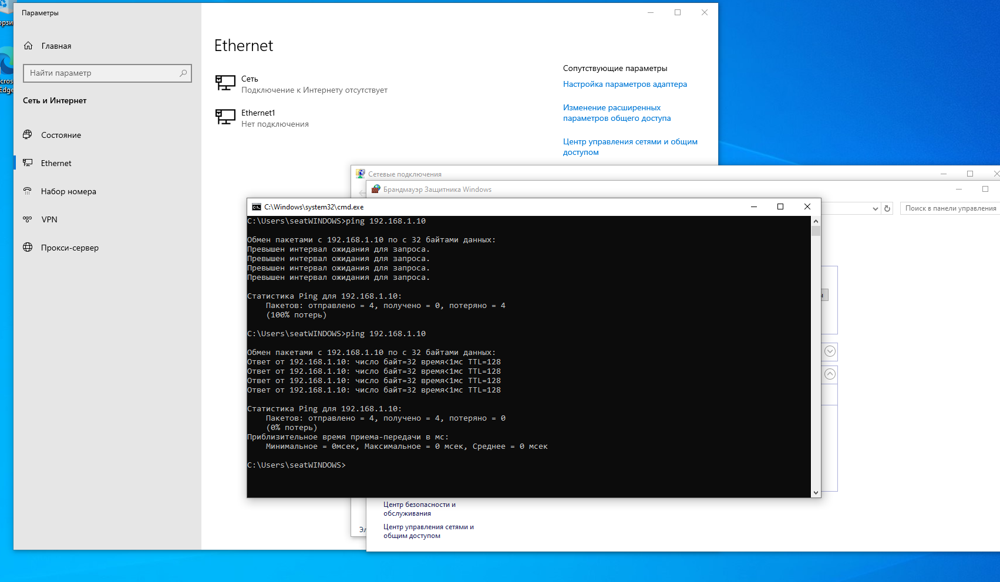 Параметры
Главная
Найти параметр
Сеть и Интернет
Состояние
Ethernet
Набор номера
VPN
Прокси-сервер
Ethernet
Сеть
Подключение к Интернету отсутствует
Ethernet1
Нет подключения
Сопутствующие параметры
Настройка параметров адаптера
Изменение расширенных
параметров общего доступа
Центр управления сетями и общим
доступом
Сетевые подключения
Брандмауэр Защитника Windows
Поиск в панели управления
C:\Windows\system32\cmd.exe
C:\Users\seatWINDOWS>ping 192.168.1.10
Обмен пакетами с 192.168.1.10 по с 32 байтами данных:
Превышен интервал ожидания для запроса.
Превышен интервал ожидания для запроса.
Превышен интервал ожидания для запроса.
Превышен интервал ожидания для запроса.
Статистика Ping для 192.168.1.10:
Пакетов: отправлено = 4, получено = 0, потеряно = 4
(100% потерь)
C:\Users\seatWINDOWS>ping 192.168.1.10
Обмен пакетами с 192.168.1.10 по с 32 байтами данных:
Ответ от 192.168.1.10: число байт=32 время<1мс TTL=128
Ответ от 192.168.1.10: число байт=32 время<1мс TTL=128
Ответ от 192.168.1.10: число байт=32 время<1мс TTL=128
Ответ от 192.168.1.10: число байт=32 время<1мс TTL=128
Статистика Ping для 192.168.1.10:
Пакетов: отправлено = 4, получено = 4, потеряно = 0
(0% потерь)
Приблизительное время приема-передачи в мс:
Минимальное = 0мсек, Максимальное = 0 мсек, Среднее = 0 мсек
C:\Users\seatWINDOWS>
Центр безопасности и
обслуживания
Центр управления сетями и
общим доступом
Edge